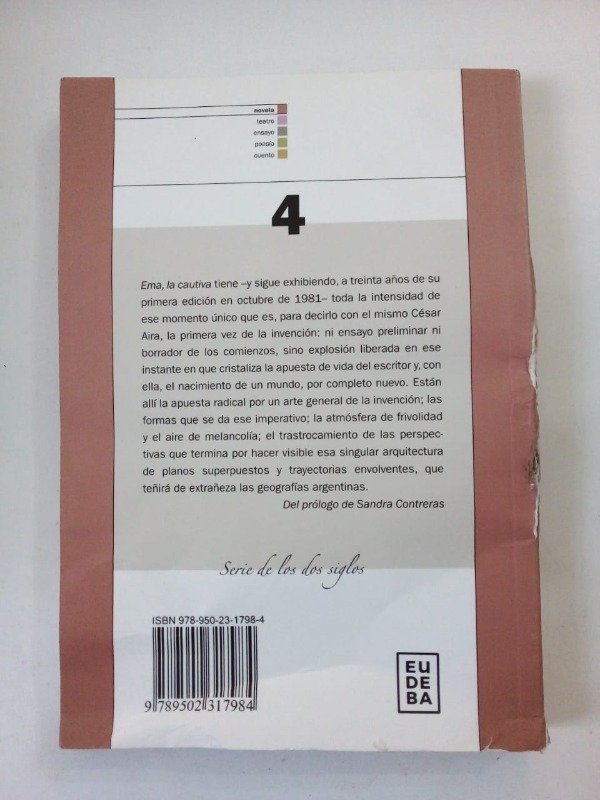 novela
teatro
ensayo
poesía
cuento
4
Ema, la cautiva tiene –y sigue exhibiendo, a treinta años de su
primera edición en octubre de 1981– toda la intensidad de
ese momento único que es, para decirlo con el mismo César
Aira, la primera vez de la invención: ni ensayo preliminar ni
borrador de los comienzos, sino explosión liberada en ese
instante en que cristaliza la apuesta de vida del escritor y, con
ella, el nacimiento de un mundo, por completo nuevo. Están
allí la apuesta radical por un arte general de la invención; las
formas que se da ese imperativo; la atmósfera de frivolidad
y el aire de melancolía; el trastrocamiento de las perspec-
tivas que termina por hacer visible esa singular arquitectura
de planos superpuestos y trayectorias envolventes, que
teñirá de extrañeza las geografías argentinas.
Del prólogo de Sandra Contreras
Serie de los dos siglos
ISBN 978-950-23-1798-4
9 789502 317984
EU
DE
BA